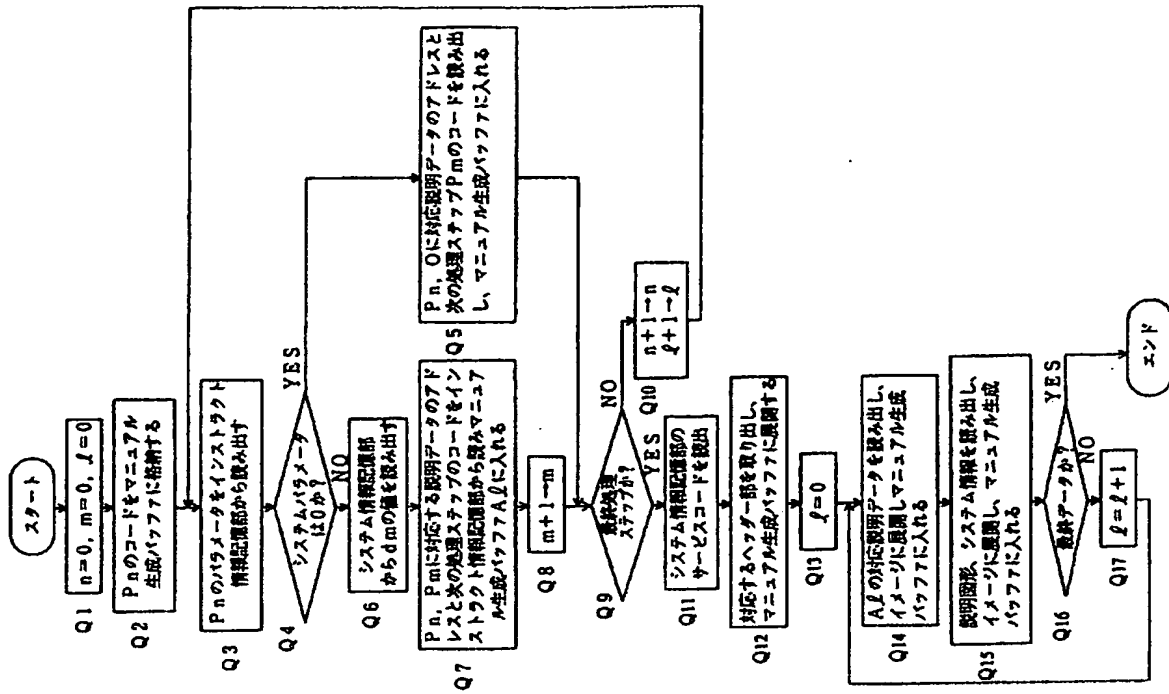 スタート
Q1
n=0, m=0, ℓ=0
Q2
Pnのコードをマニュアル
生成バッファに格納する
Q3
Pnのパラメータをインストラクト
情報記憶部から読み出す
Q4
システムパラメータ
は0か?
YES
NO
Q5
Pn, 0に対応説明データのアドレスと
次の処理ステップPmのコードを読み出
し、マニュアル生成バッファに入れる
Q6
システム情報記憶部
からdmの値を読み出す
Q7
Pn, Pmに対応する説明データのアド
レスと次の処理ステップのコードをイン
ストラクト情報記憶部から読みマニュア
ル生成バッファAℓに入れる
Q8
m+1→m
Q9
最終処理
ステップか?
NO
YES
Q10
n+1→n
ℓ+1→ℓ
Q11
システム情報記憶部の
サービスコードを読出
Q12
対応するヘッダー部を取り出し、
マニュアル生成バッファに展開する
Q13
ℓ=0
Q14
Aℓの対応説明データを読み出し、
イメージに展開しマニュアル生成
バッファに入れる
Q15
説明図形、システム情報を読み出し、
イメージに展開し、マニュアル生成
バッファに入れる
Q16
最終データか?
YES
NO
Q17
ℓ=ℓ+1
エンド